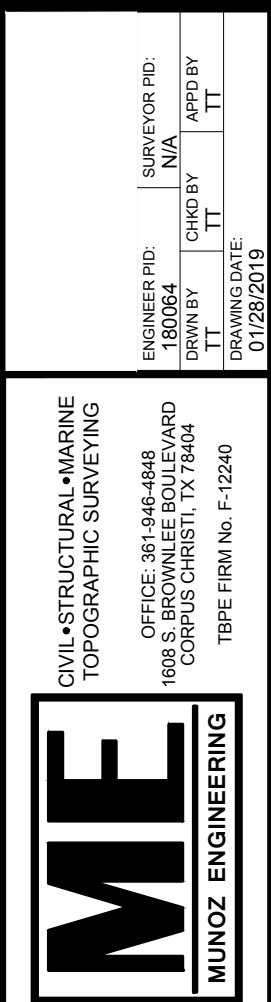 ME
MUNOZ ENGINEERING
CIVIL•STRUCTURAL•MARINE
TOPOGRAPHIC SURVEYING
OFFICE: 361-946-4848
1608 S. BROWNLEE BOULEVARD
CORPUS CHRISTI, TX 78404
TBPE FIRM No. F-12240
ENGINEER PID:
180064
SURVEYOR PID:
N/A
DRWN BY
TT
CHKD BY
TT
APPD BY
TT
DRAWING DATE:
01/28/2019